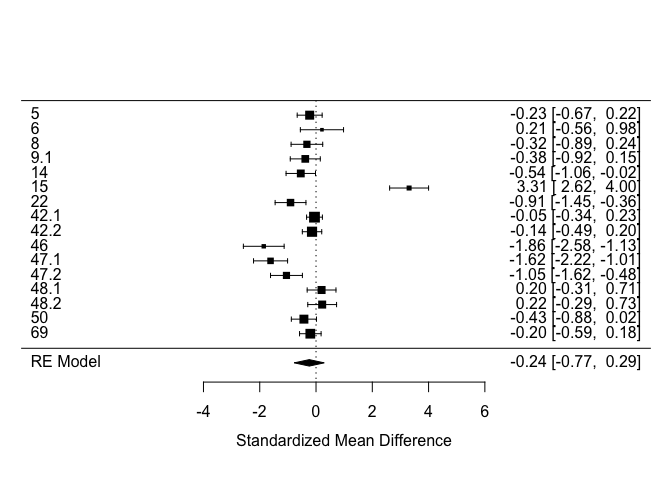 5 -0.23 [-0.67, 0.22]
6 0.21 [-0.56, 0.98]
8 -0.32 [-0.89, 0.24]
9.1 -0.38 [-0.92, 0.15]
14 -0.54 [-1.06, -0.02]
15 3.31 [ 2.62, 4.00]
22 -0.91 [-1.45, -0.36]
42.1 -0.05 [-0.34, 0.23]
42.2 -0.14 [-0.49, 0.20]
46 -1.86 [-2.58, -1.13]
47.1 -1.62 [-2.22, -1.01]
47.2 -1.05 [-1.62, -0.48]
48.1 0.20 [-0.31, 0.71]
48.2 0.22 [-0.29, 0.73]
50 -0.43 [-0.88, 0.02]
69 -0.20 [-0.59, 0.18]
RE Model -0.24 [-0.77, 0.29]
-4 -2 0 2 4 6
Standardized Mean Difference